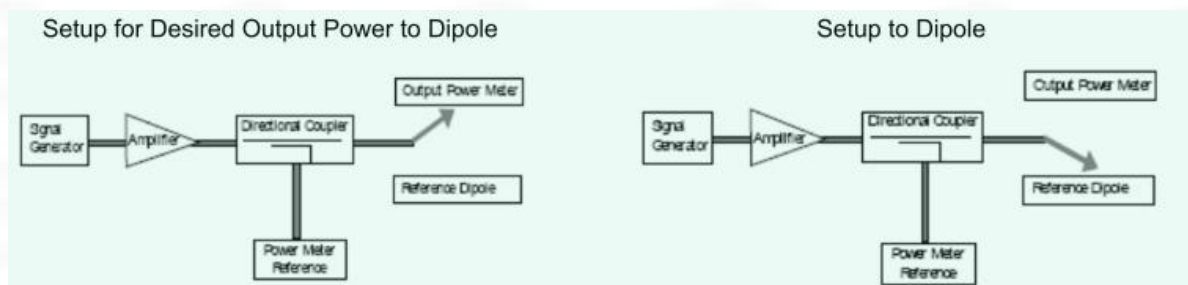 Setup for Desired Output Power to Dipole
Output Power Meter
Signal
Generator
Amplifier
Directional Coupler
Reference Dipole
Power Meter
Reference
Setup to Dipole
Output Power Meter
Signal
Generator
Amplifier
Directional Coupler
Reference Dipole
Power Meter
Reference